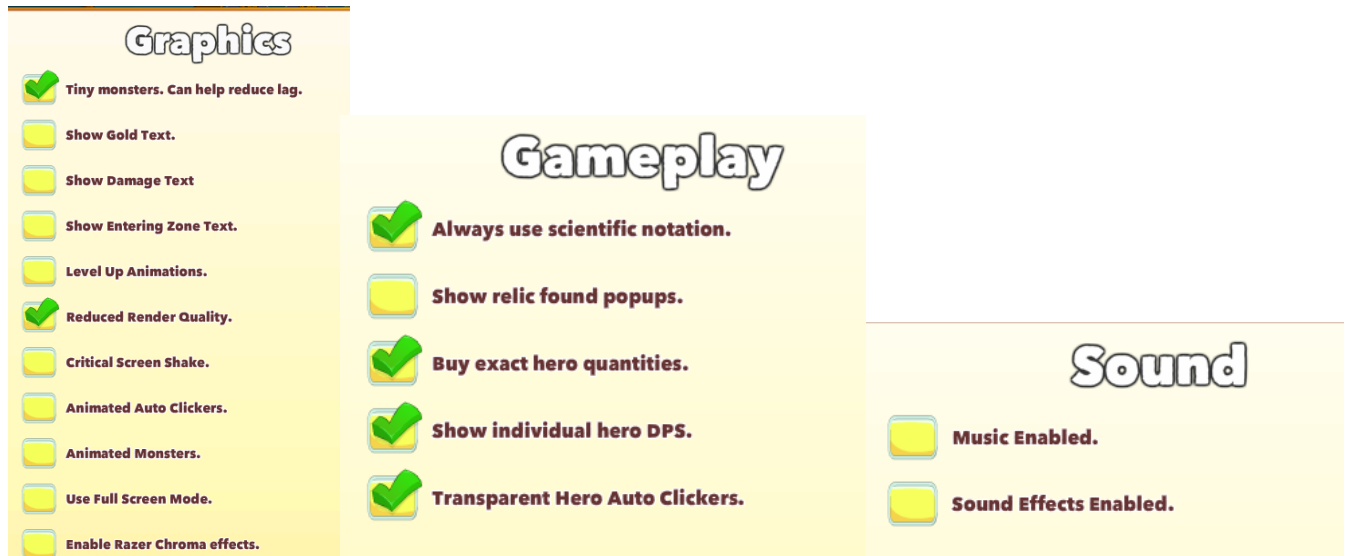 Graphics
Tiny monsters. Can help reduce lag.
Show Gold Text.
Show Damage Text
Show Entering Zone Text.
Level Up Animations.
Reduced Render Quality.
Critical Screen Shake.
Animated Auto Clickers.
Animated Monsters.
Use Full Screen Mode.
Enable Razer Chroma effects.
Gameplay
Always use scientific notation.
Show relic found popups.
Buy exact hero quantities.
Show individual hero DPS.
Transparent Hero Auto Clickers.
Sound
Music Enabled.
Sound Effects Enabled.